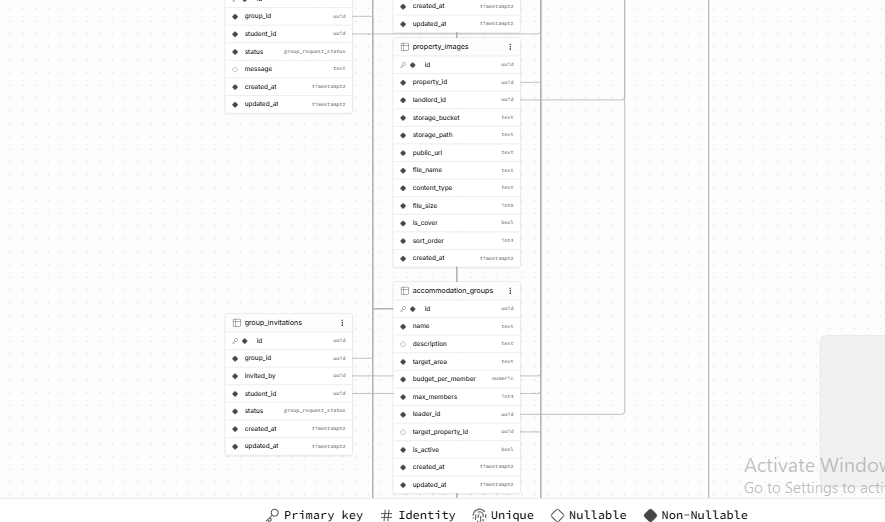 group_id uuid
student_id uuid
status group_request_status
message text
created_at timestamptz
updated_at timestamptz
created_at timestamptz
updated_at timestamptz
property_images
id uuid
property_id uuid
landlord_id uuid
storage_bucket text
storage_path text
public_url text
file_name text
content_type text
file_size int8
is_cover bool
sort_order int4
created_at timestamptz
group_invitations
id uuid
group_id uuid
invited_by uuid
student_id uuid
status group_request_status
created_at timestamptz
updated_at timestamptz
accommodation_groups
id uuid
name text
description text
target_area text
budget_per_member numeric
max_members int4
leader_id uuid
target_property_id uuid
is_active bool
created_at timestamptz
updated_at timestamptz
Activate Window
Go to Settings to acti
Primary key # Identity Unique Nullable Non-Nullable